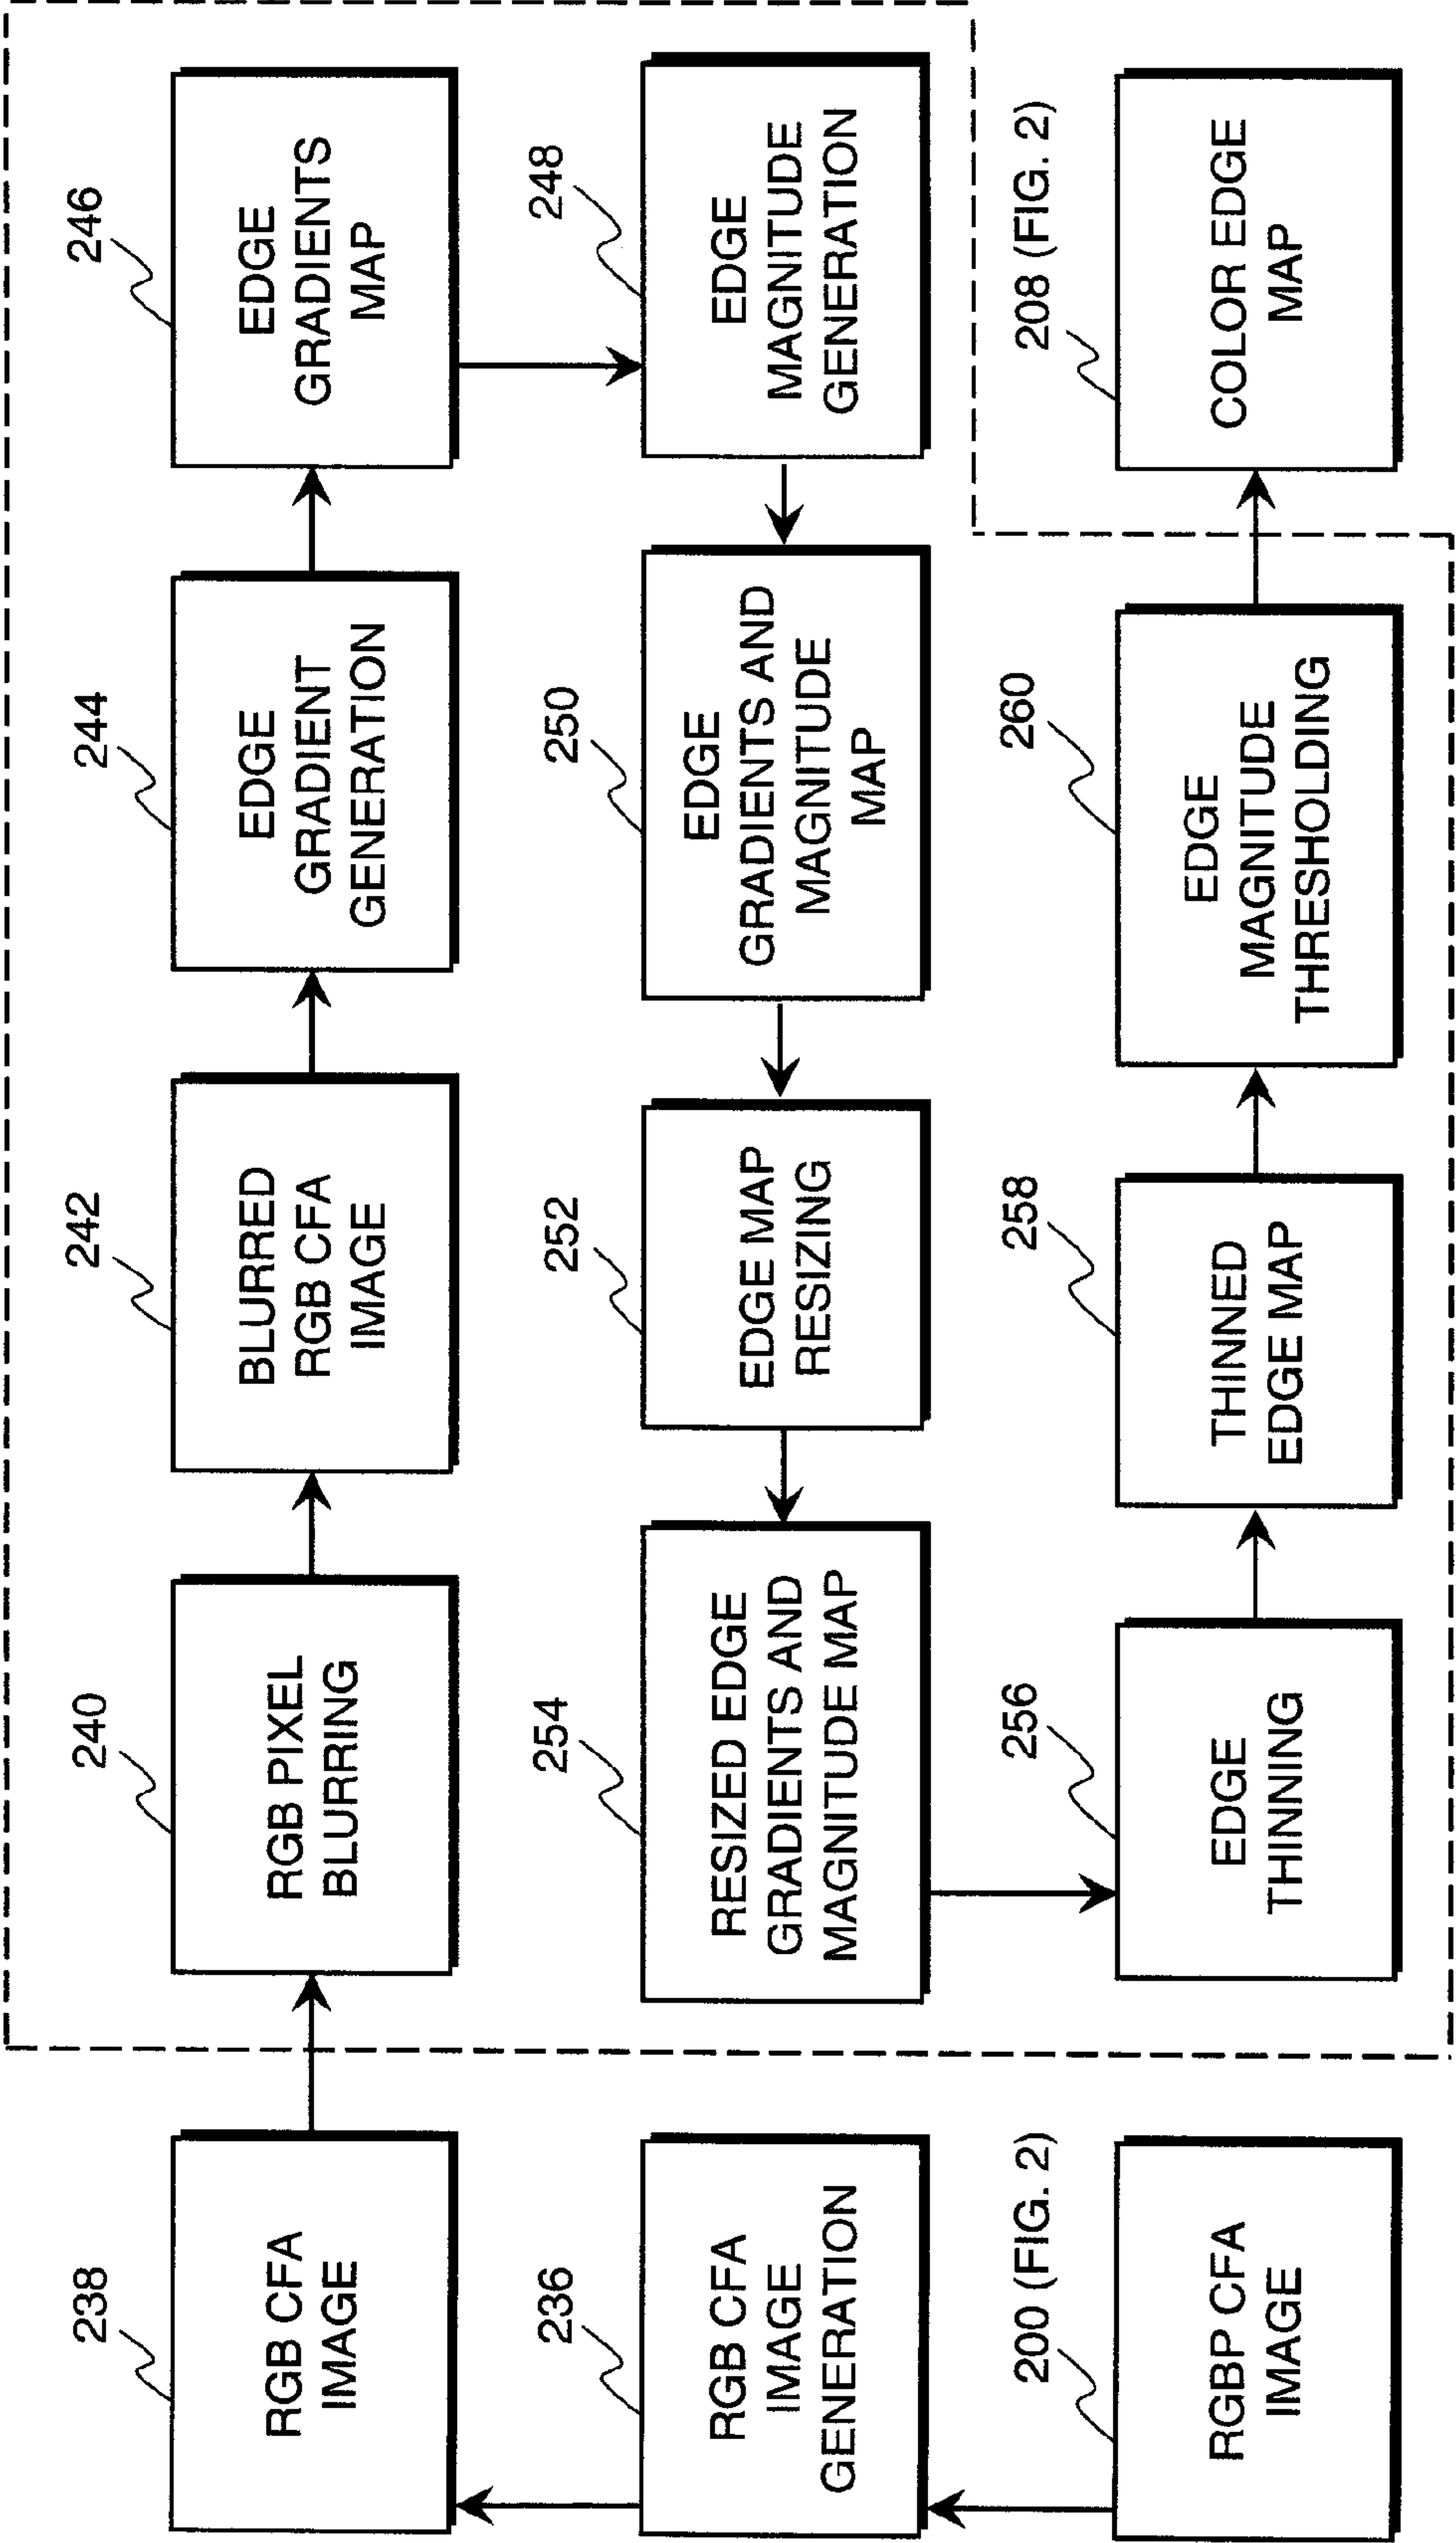 238
RGB CFA
IMAGE
240
RGB PIXEL
BLURRING
242
BLURRED
RGB CFA
IMAGE
244
EDGE
GRADIENT
GENERATION
246
EDGE
GRADIENTS
MAP
236
RGB CFA
IMAGE
GENERATION
254
RESIZED EDGE
GRADIENTS AND
MAGNITUDE MAP
252
EDGE MAP
RESIZING
250
EDGE
GRADIENTS AND
MAGNITUDE
MAP
248
EDGE
MAGNITUDE
GENERATION
200 (FIG. 2)
RGBP CFA
IMAGE
256
EDGE
THINNING
258
THINNED
EDGE MAP
260
EDGE
MAGNITUDE
THRESHOLDING
208 (FIG. 2)
COLOR EDGE
MAP